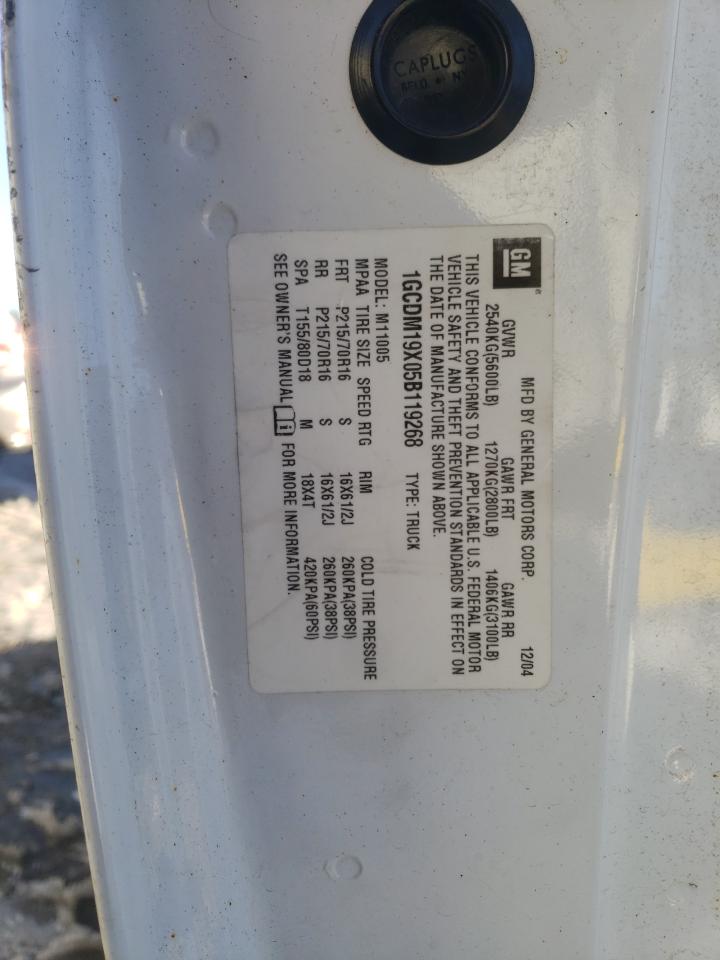 CAPLUGS
GM
MFD BY GENERAL MOTORS CORP. 12/04
GVWR GAWR FRT GAWR RR
2540KG(5600LB) 1270KG(2800LB) 1406KG(3100LB)
THIS VEHICLE CONFORMS TO ALL APPLICABLE U.S. FEDERAL MOTOR
VEHICLE SAFETY AND THEFT PREVENTION STANDARDS IN EFFECT ON
THE DATE OF MANUFACTURE SHOWN ABOVE.
1GCDM19X05B119268 TYPE: TRUCK
MODEL: M11005
MPAA TIRE SIZE SPEED RTG RIM COLD TIRE PRESSURE
FRT P215/70R16 S 16X61/2J 260KPA(38PSI)
RR P215/70R16 S 16X61/2J 260KPA(38PSI)
SPA T155/80D18 M 18X4T 420KPA(60PSI)
SEE OWNER'S MANUAL FOR MORE INFORMATION.